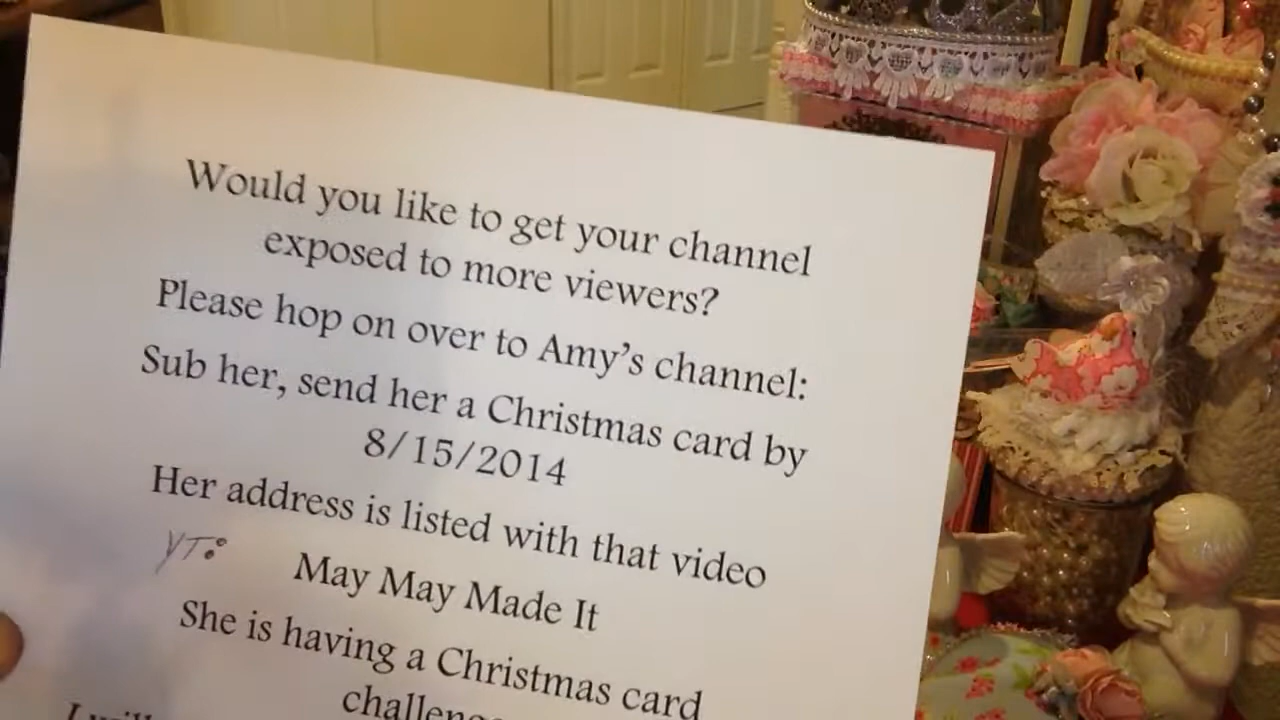 Would you like to get your channel
exposed to more viewers?
Please hop on over to Amy's channel:
Sub her, send her a Christmas card by
8/15/2014
Her address is listed with that video
YT: May May Made It
She is having a Christmas card